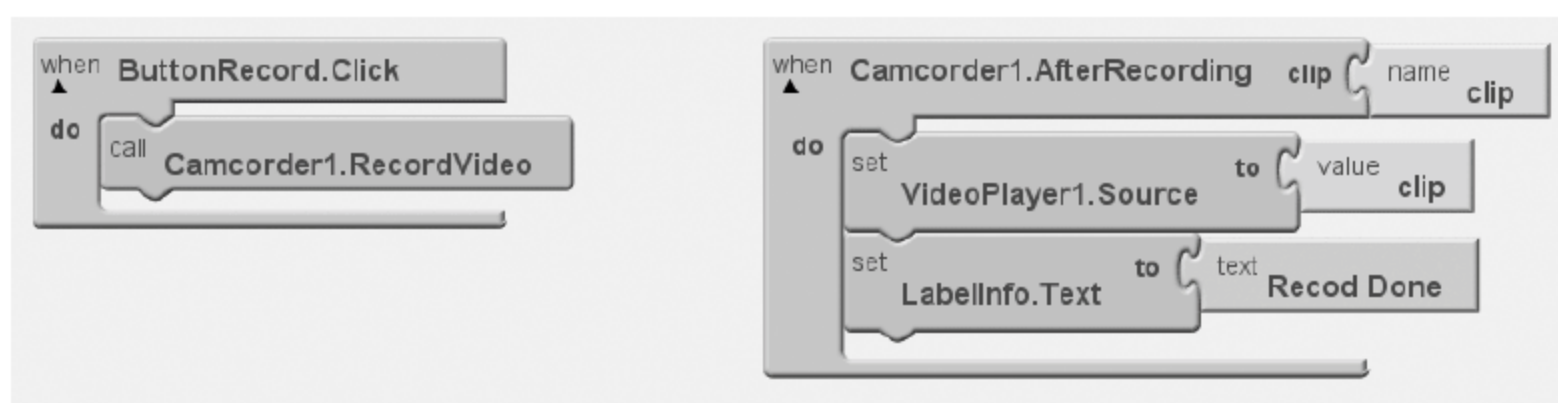 when ButtonRecord.Click
do
call Camcorder1.RecordVideo
when Camcorder1.AfterRecording clip name clip
do
set VideoPlayer1.Source to value clip
set LabelInfo.Text to text Recod Done